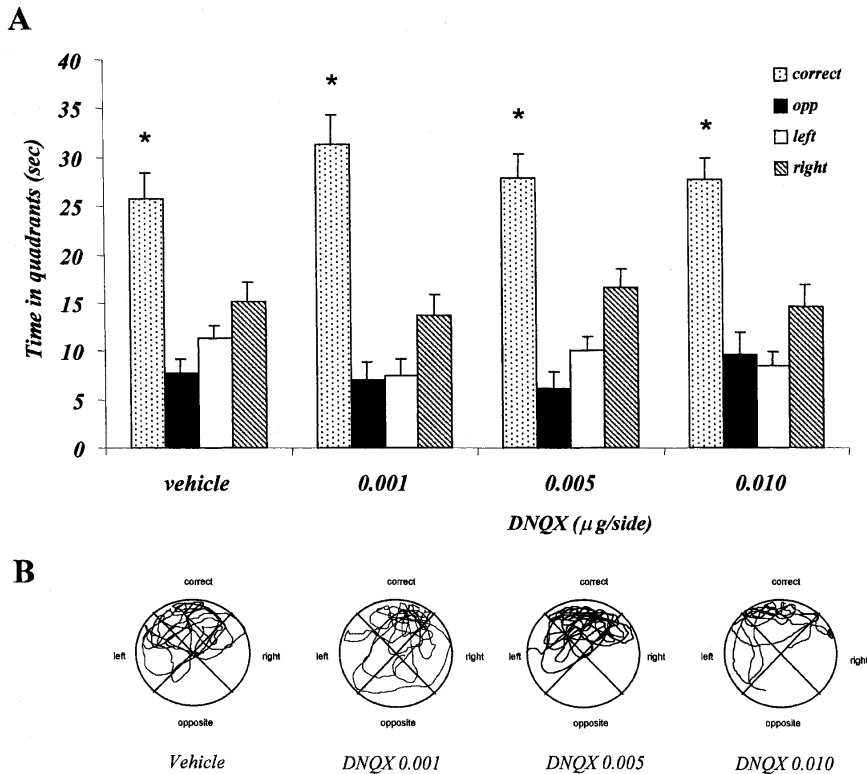 A
40
35
30
25
20
15
10
5
0
Time in quadrants (sec)
*
*
*
*
correct
opp
left
right
vehicle
0.001
0.005
0.010
DNQX (μg/side)
B
correct
correct
correct
correct
left
right
left
right
left
right
left
right
opposite
opposite
opposite
opposite
Vehicle
DNQX 0.001
DNQX 0.005
DNQX 0.010